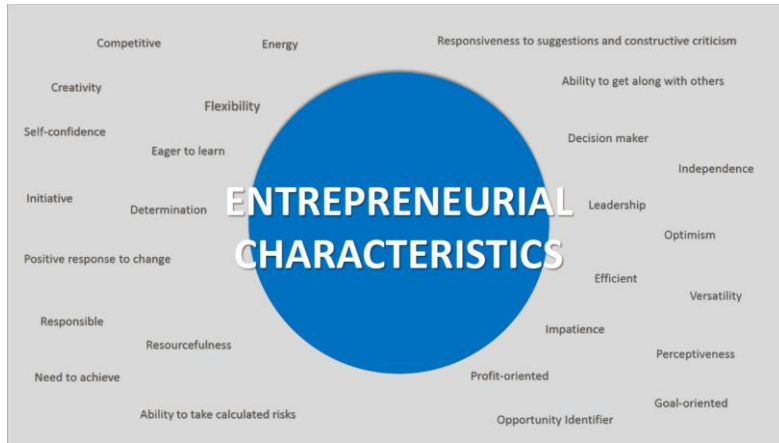 Competitive
Energy
Responsiveness to suggestions and constructive criticism
Creativity
Ability to get along with others
Flexibility
Self-confidence
Decision maker
Eager to learn
Independence
Initiative
Determination
ENTREPRENEURIAL
CHARACTERISTICS
Leadership
Optimism
Positive response to change
Efficient
Versatility
Responsible
Impatience
Resourcefulness
Perceptiveness
Need to achieve
Profit-oriented
Goal-oriented
Ability to take calculated risks
Opportunity Identifier